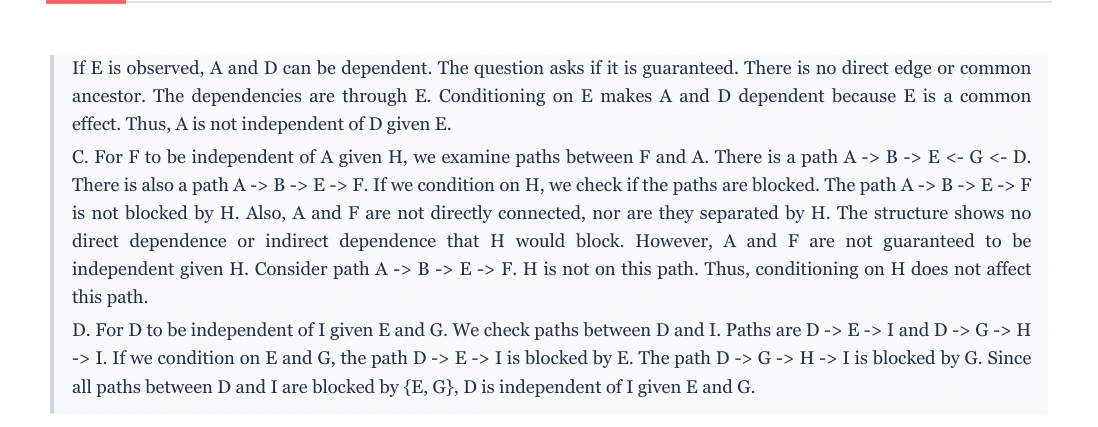 If E is observed, A and D can be dependent. The question asks if it is guaranteed. There is no direct edge or common
ancestor. The dependencies are through E. Conditioning on E makes A and D dependent because E is a common
effect. Thus, A is not independent of D given E.
C. For F to be independent of A given H, we examine paths between F and A. There is a path A -> B -> E <- G <- D.
There is also a path A -> B -> E -> F. If we condition on H, we check if the paths are blocked. The path A -> B -> E -> F
is not blocked by H. Also, A and F are not directly connected, nor are they separated by H. The structure shows no
direct dependence or indirect dependence that H would block. However, A and F are not guaranteed to be
independent given H. Consider path A -> B -> E -> F. H is not on this path. Thus, conditioning on H does not affect
this path.
D. For D to be independent of I given E and G. We check paths between D and I. Paths are D -> E -> I and D -> G -> H
-> I. If we condition on E and G, the path D -> E -> I is blocked by E. The path D -> G -> H -> I is blocked by G. Since
all paths between D and I are blocked by {E, G}, D is independent of I given E and G.